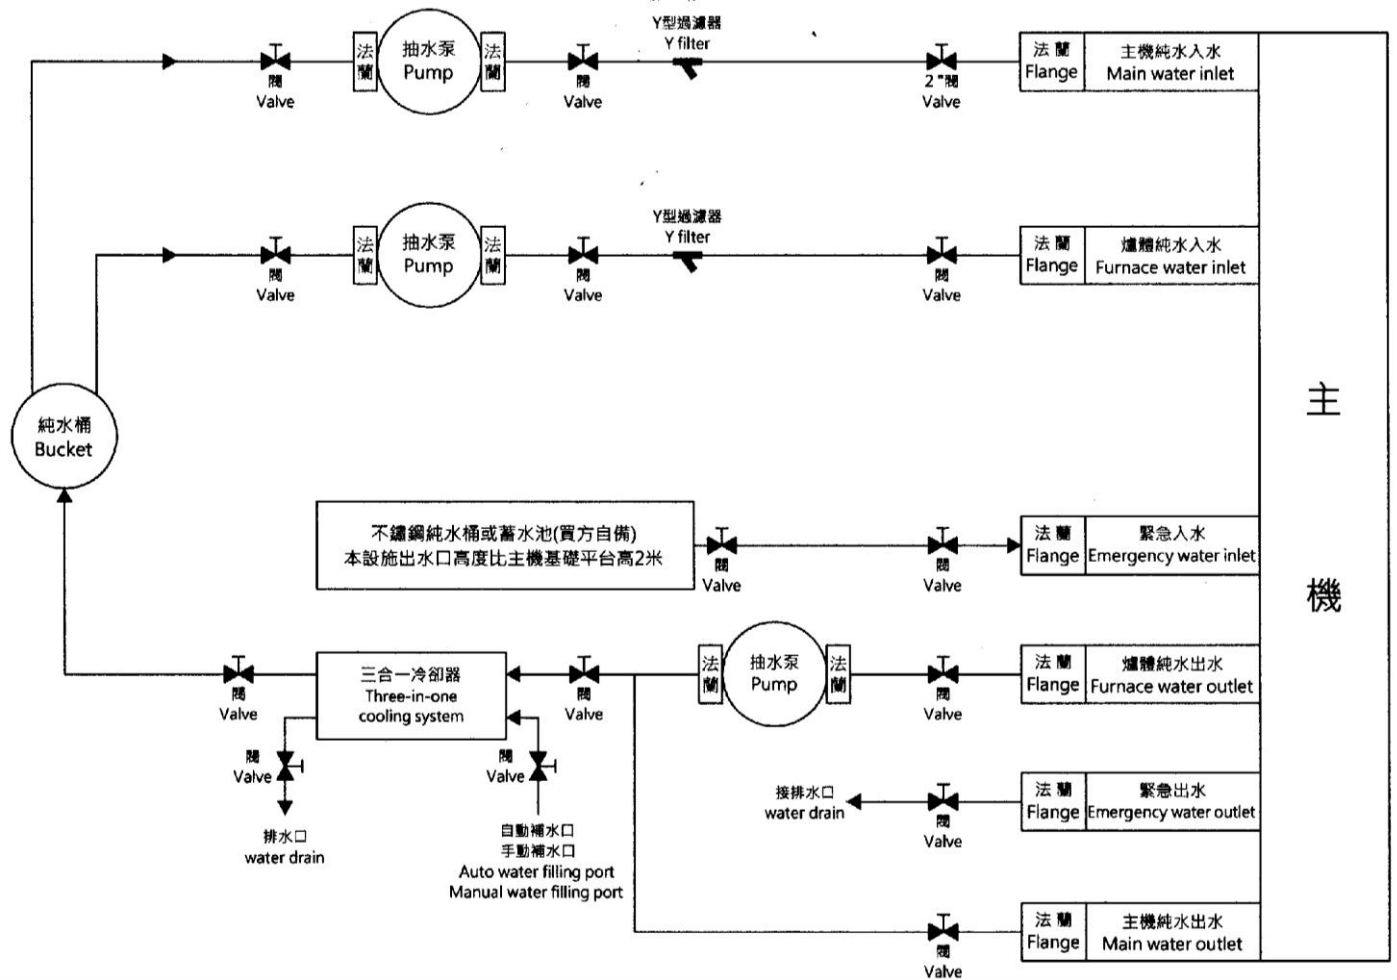 Y型過濾器
Y filter
法
蘭
抽水泵
Pump
法
蘭
閥
Valve
閥
Valve
2"閥
Valve
法 蘭
Flange
主機純水入水
Main water inlet
Y型過濾器
Y filter
法
蘭
抽水泵
Pump
法
蘭
閥
Valve
閥
Valve
閥
Valve
法 蘭
Flange
爐體純水入水
Furnace water inlet
純水桶
Bucket
主
機
不鏽鋼純水桶或蓄水池(買方自備)
本設施出水口高度比主機基礎平台高2米
閥
Valve
閥
Valve
法 蘭
Flange
緊急入水
Emergency water inlet
閥
Valve
三合一冷卻器
Three-in-one
cooling system
閥
Valve
法
蘭
抽水泵
Pump
法
蘭
閥
Valve
法 蘭
Flange
爐體純水出水
Furnace water outlet
閥
Valve
排水口
water drain
閥
Valve
自動補水口
手動補水口
Auto water filling port
Manual water filling port
接排水口
water drain
閥
Valve
法 蘭
Flange
緊急出水
Emergency water outlet
閥
Valve
法 蘭
Flange
主機純水出水
Main water outlet